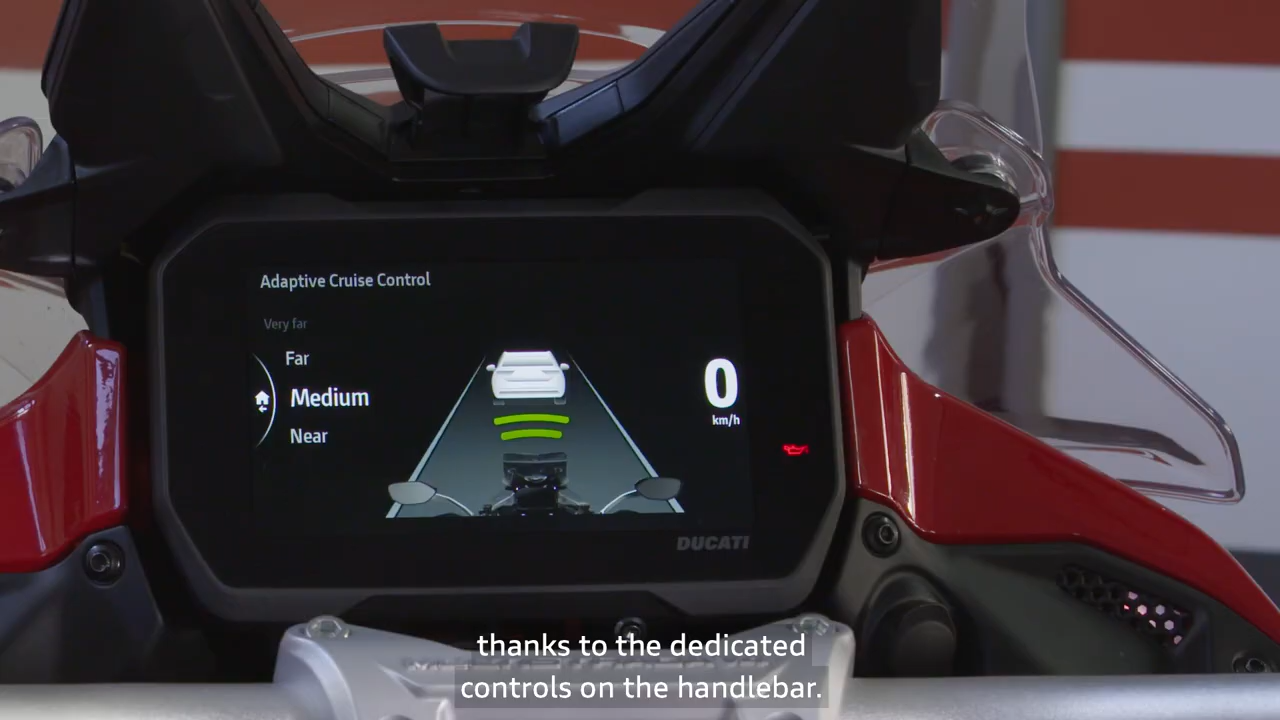 Adaptive Cruise Control
Very far
Far
Medium
Near
0
km/h
DUCATI
thanks to the dedicated
controls on the handlebar.